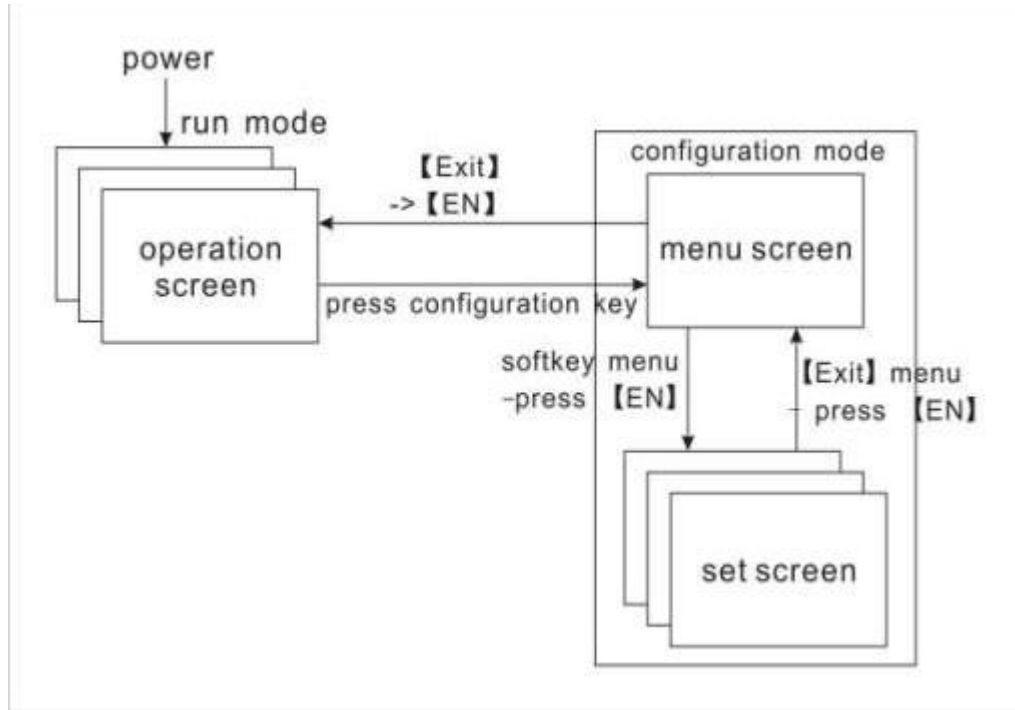 power
run mode
configuration mode
【Exit】
-> 【EN】
operation
screen
menu screen
press configuration key
softkey menu
-press 【EN】
【Exit】menu
- press 【EN】
set screen